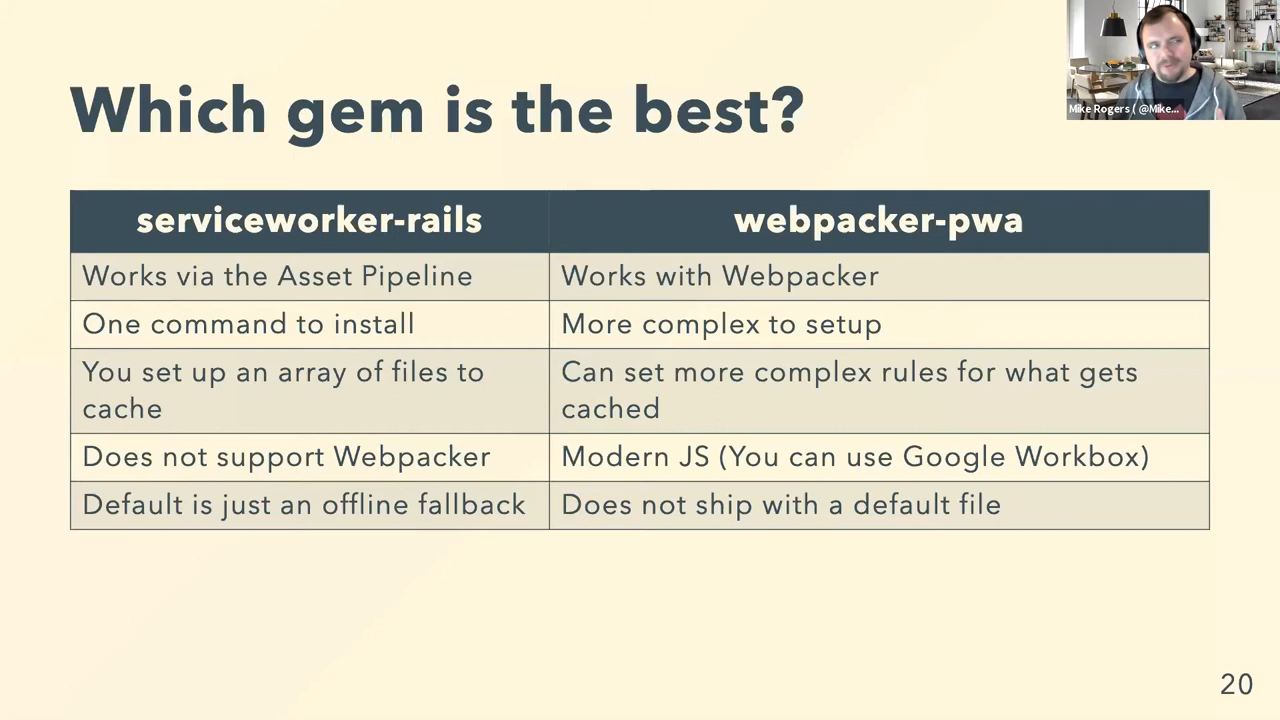 Which gem is the best?
Mike Rogers ( @Mike...
serviceworker-rails
webpacker-pwa
Works via the Asset Pipeline
Works with Webpacker
One command to install
More complex to setup
You set up an array of files to
cache
Can set more complex rules for what gets
cached
Does not support Webpacker
Modern JS (You can use Google Workbox)
Default is just an offline fallback
Does not ship with a default file
20